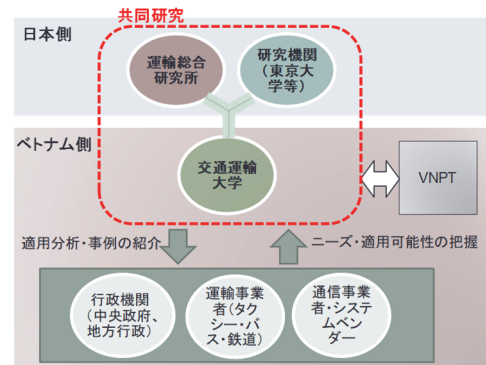 共同研究
日本側
運輸総合
研究所
研究機関
(東京大
学等)
ベトナム側
交通運輸
大学
VNPT
適用分析・事例の紹介
ニーズ・適用可能性の把握
行政機関
(中央政府、
地方行政)
運輸事業
者(タク
シー・バ
ス・鉄道)
通信事業
者・システ
ムベン
ダー